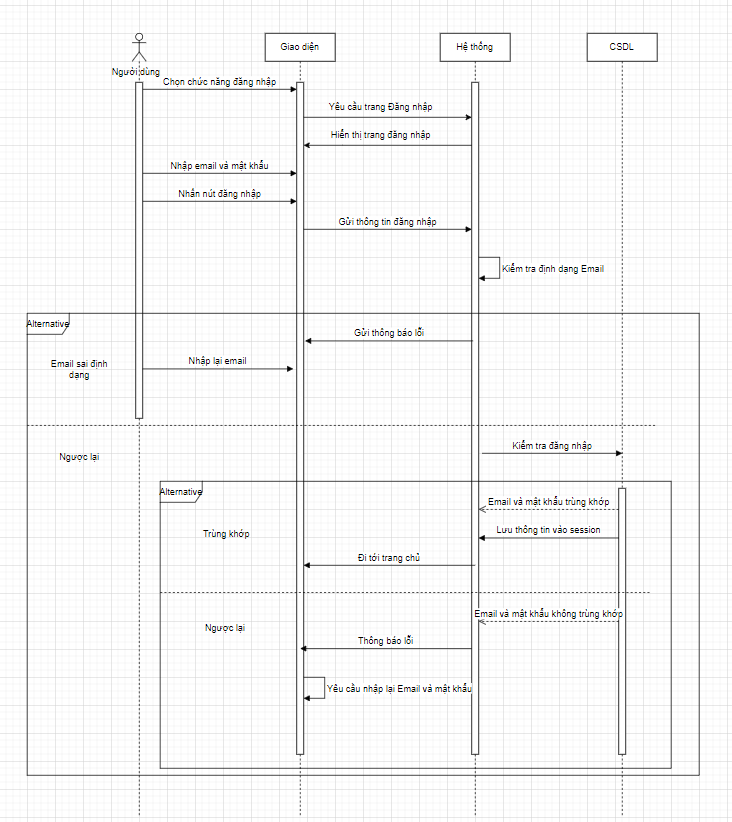 Giao diện
Hệ thống
CSDL
Người dùng
Chọn chức năng đăng nhập
Yêu cầu trang Đăng nhập
Hiển thị trang đăng nhập
Nhập email và mật khẩu
Nhấn nút đăng nhập
Gửi thông tin đăng nhập
Kiểm tra định dạng Email
Alternative
Gửi thông báo lỗi
Email sai định
dạng
Nhập lại email
Ngược lại
Kiểm tra đăng nhập
Alternative
Email và mật khẩu trùng khớp
Trùng khớp
Lưu thông tin vào session
Đi tới trang chủ
Email và mật khẩu không trùng khớp
Ngược lại
Thông báo lỗi
Yêu cầu nhập lại Email và mật khẩu